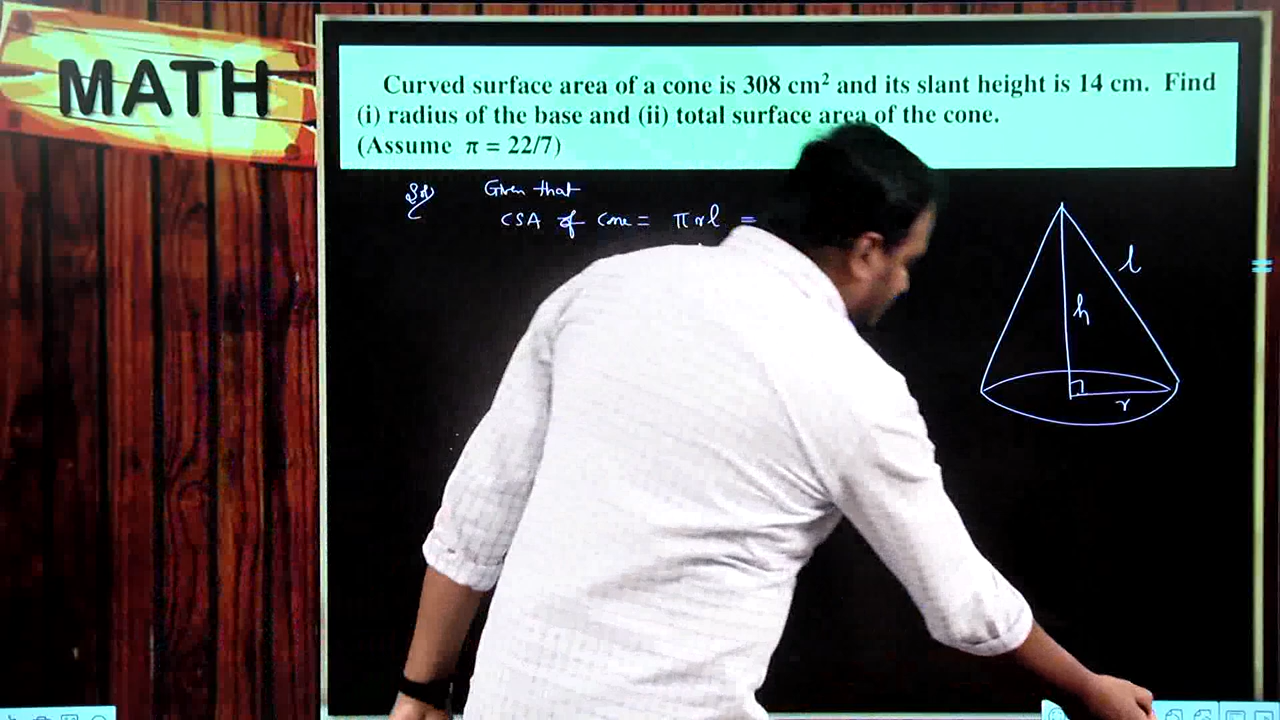 MATH
Curved surface area of a cone is 308 cm² and its slant height is 14 cm. Find
(i) radius of the base and (ii) total surface area of the cone.
(Assume π = 22/7)
Sol
Given that
CSA of Cone = π r l =
l
h
r